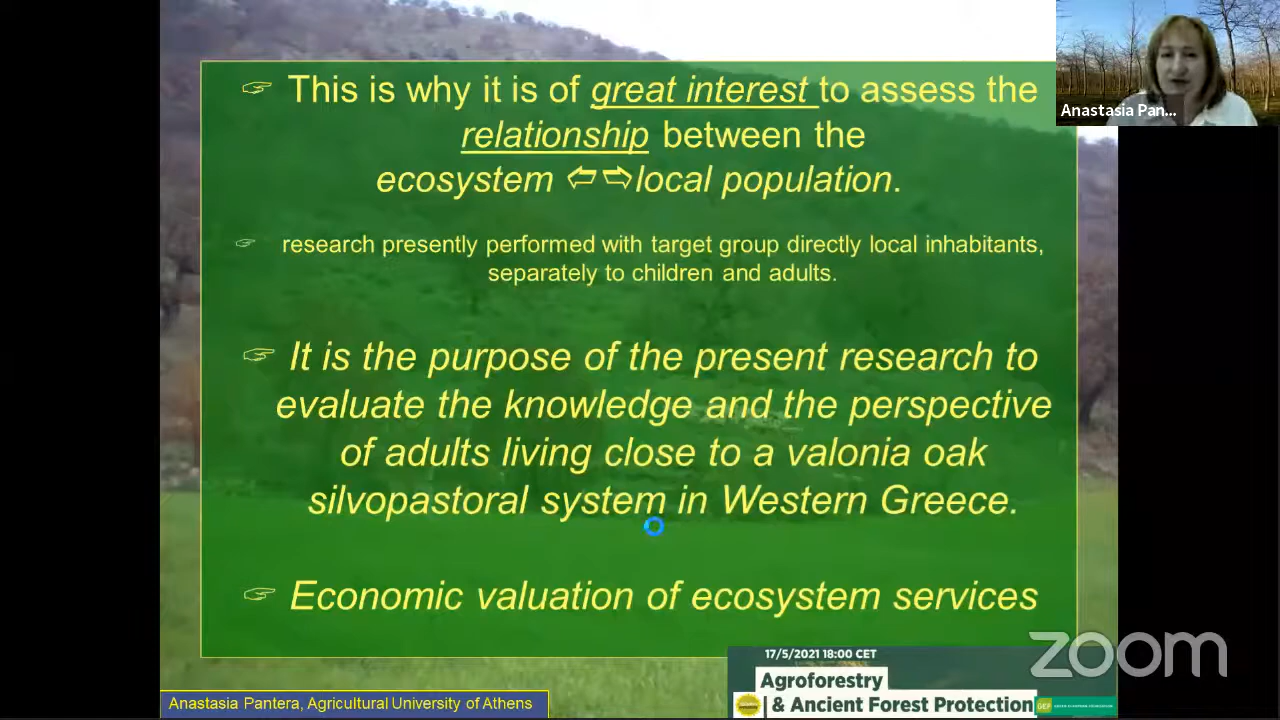 ☞ This is why it is of great interest to assess the
relationship between the
ecosystem ⇦⇨local population.
☞ research presently performed with target group directly local inhabitants,
separately to children and adults.
☞ It is the purpose of the present research to
evaluate the knowledge and the perspective
of adults living close to a valonia oak
silvopastoral system in Western Greece.
☞ Economic valuation of ecosystem services
Anastasia Pan...
zoom
17/5/2021 18:00 CET
Agroforestry
& Ancient Forest Protection
GEF
Anastasia Pantera, Agricultural University of Athens